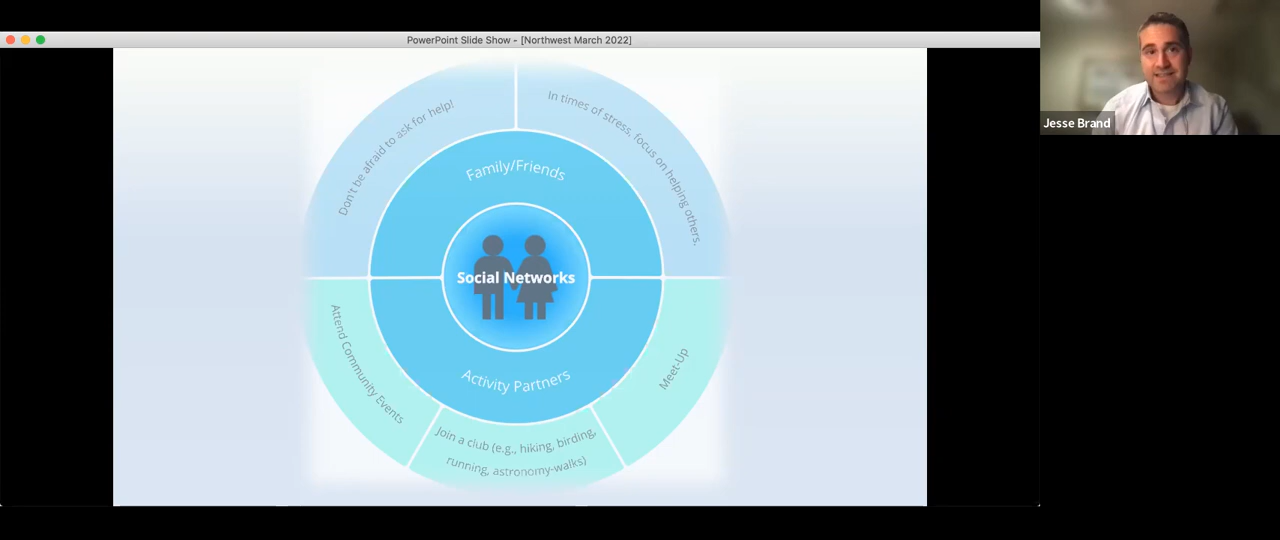 PowerPoint Slide Show - [Northwest March 2022]
Jesse Brand
Don't be afraid to ask for help!
In times of stress, focus on helping others.
Family/Friends
Social Networks
Activity Partners
Attend Community Events
Join a club (e.g., hiking, birding,
running, astronomy-walks)
Meet-Up